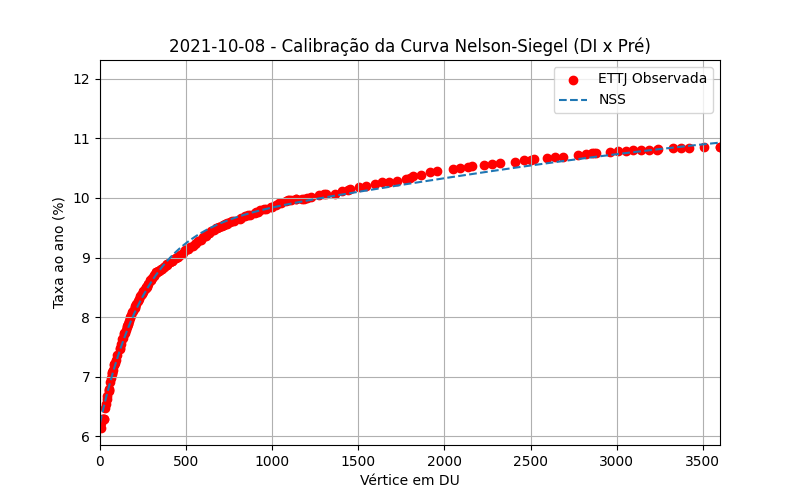 2021-10-08 - Calibração da Curva Nelson-Siegel (DI x Pré)
ETTJ Observada
NSS
Taxa ao ano (%)
12
11
10
9
8
7
6
0 500 1000 1500 2000 2500 3000 3500
Vértice em DU